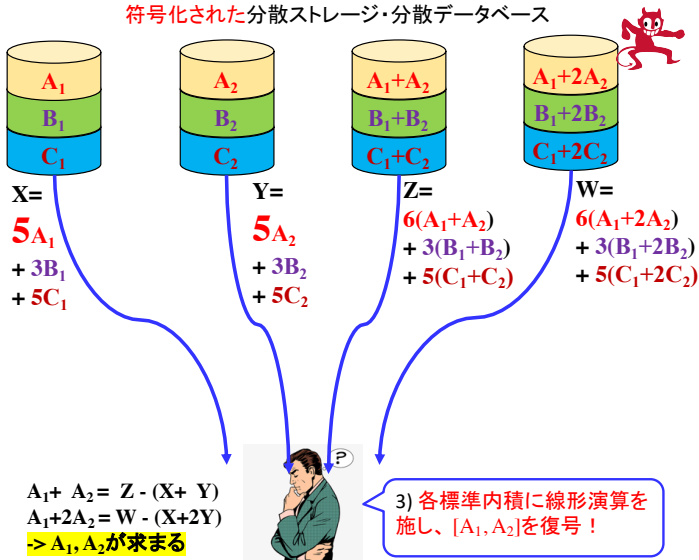 符号化された分散ストレージ・分散データベース
A₁
B₁
C₁
A₂
B₂
C₂
A₁+A₂
B₁+B₂
C₁+C₂
A₁+2A₂
B₁+2B₂
C₁+2C₂
X=
5A₁
+ 3B₁
+ 5C₁
Y=
5A₂
+ 3B₂
+ 5C₂
Z=
6(A₁+A₂)
+ 3(B₁+B₂)
+ 5(C₁+C₂)
W=
6(A₁+2A₂)
+ 3(B₁+2B₂)
+ 5(C₁+2C₂)
?
A₁+ A₂ = Z - (X+ Y)
A₁+2A₂ = W - (X+2Y)
-> A₁, A₂が求まる
3) 各標準内積に線形演算を
施し、[A₁, A₂]を復号！